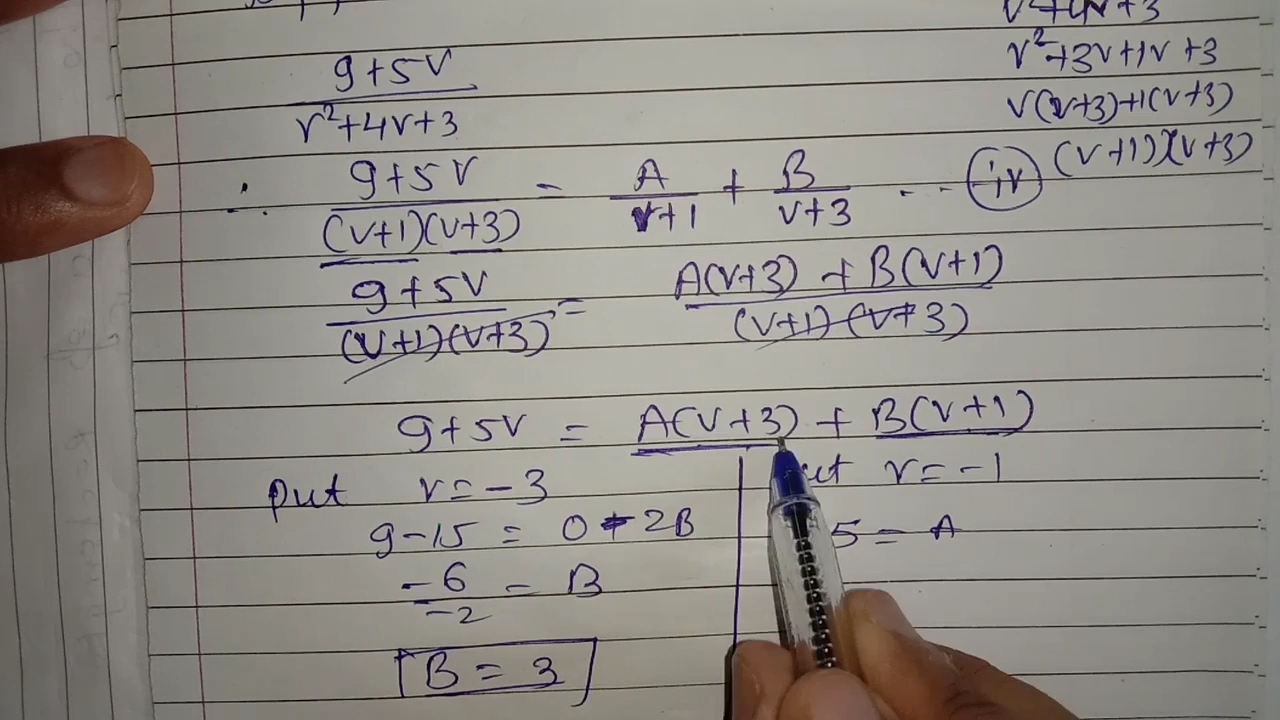 9+5v
v²+4v+3
∴ 9+5v / (v+1)(v+3) = A / v+1 + B / v+3 ... iv
9+5v / (v+1)(v+3) = A(v+3) + B(v+1) / (v+1)(v+3)
9+5v = A(v+3) + B(v+1)
put v=-3
9-15 = 0-2B
-6 / -2 = B
B = 3
v=-1
5 = A
v²+4v+3
v²+3v+1v+3
v(v+3)+1(v+3)
(v+1)(v+3)